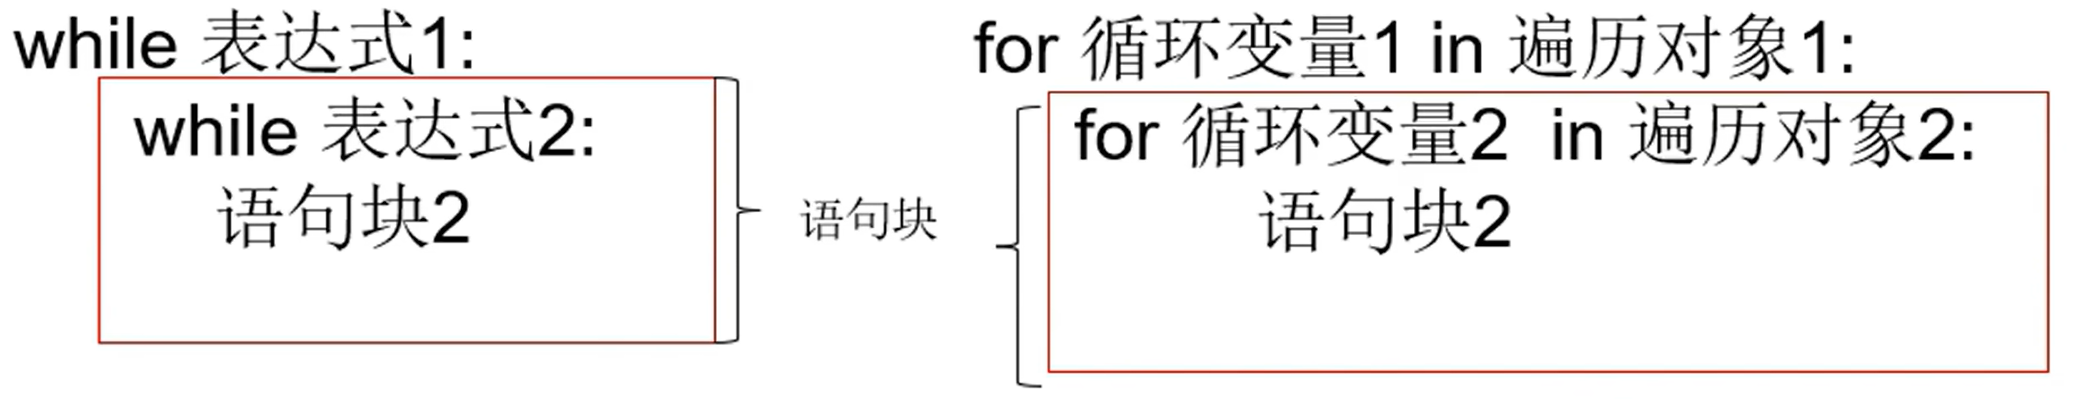 while 表达式1:
while 表达式2:
语句块2
语句块
for 循环变量1 in 遍历对象1:
for 循环变量2 in 遍历对象2:
语句块2